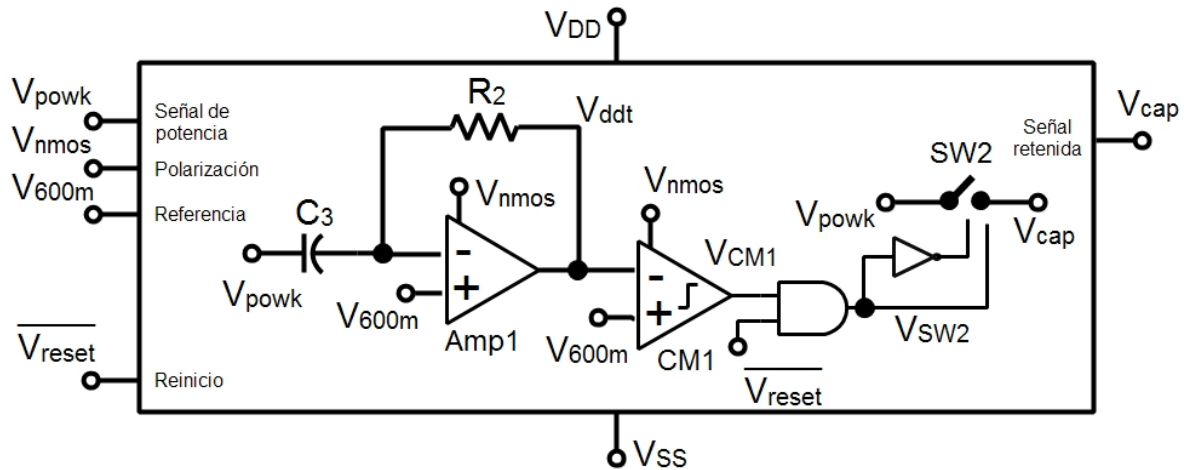 VDD
Vpowk
Señal de
potencia
Vnmos
Polarización
V600m
Referencia
R2
Vddt
Vcap
Señal
retenida
SW2
Vnmos
Vnmos
C3
Vpowk
-
+
V600m
Amp1
-
+
V600m
CM1
VCM1
Vreset
VSW2
Vpowk
Vcap
Vreset
Reinicio
VSS